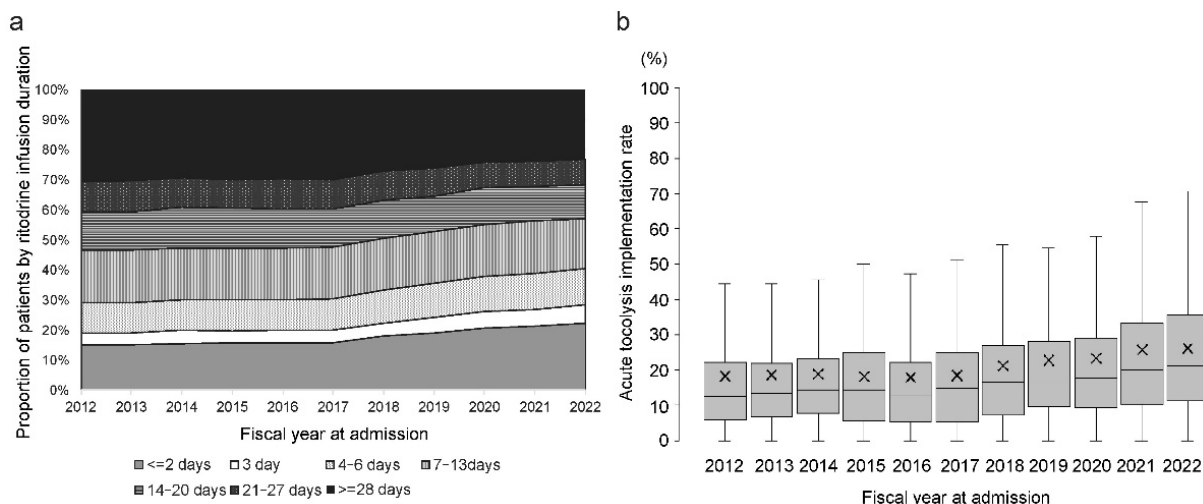 a
Proportion of patients by ritodrine infusion duration
100%
90%
80%
70%
60%
50%
40%
30%
20%
10%
0%
2012 2013 2014 2015 2016 2017 2018 2019 2020 2021 2022
Fiscal year at admission
<=2 days 3 day 4-6 days 7-13days
14-20 days 21-27 days >=28 days
b
(%)
Acute tocolysis implementation rate
100
90
80
70
60
50
40
30
20
10
0
2012 2013 2014 2015 2016 2017 2018 2019 2020 2021 2022
Fiscal year at admission